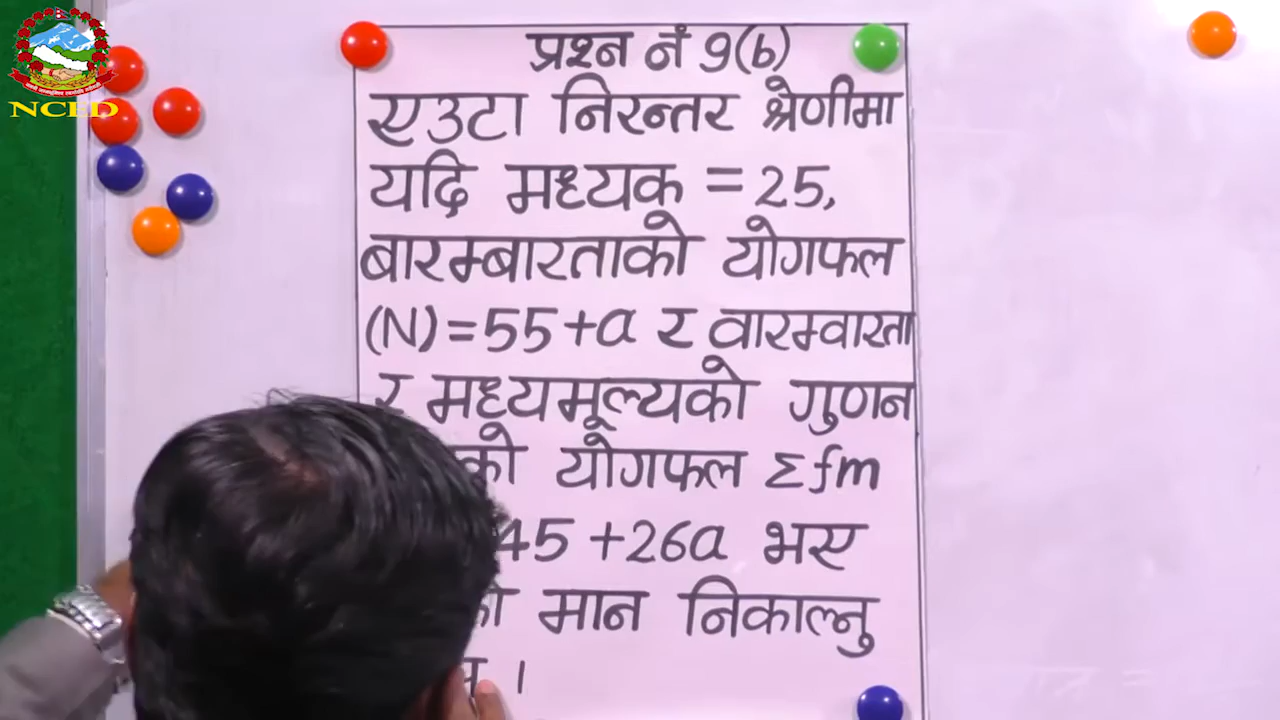 NCED
प्रश्न नं 9(b)
एउटा निरन्तर श्रेणीमा
यदि मध्यक = 25,
बारम्बारताको योगफल
(N) = 55 + a र वारम्वारता
र मध्यमूल्यको गुणन
को योगफल Σfm
45 + 26a भए
मान निकाल्नु